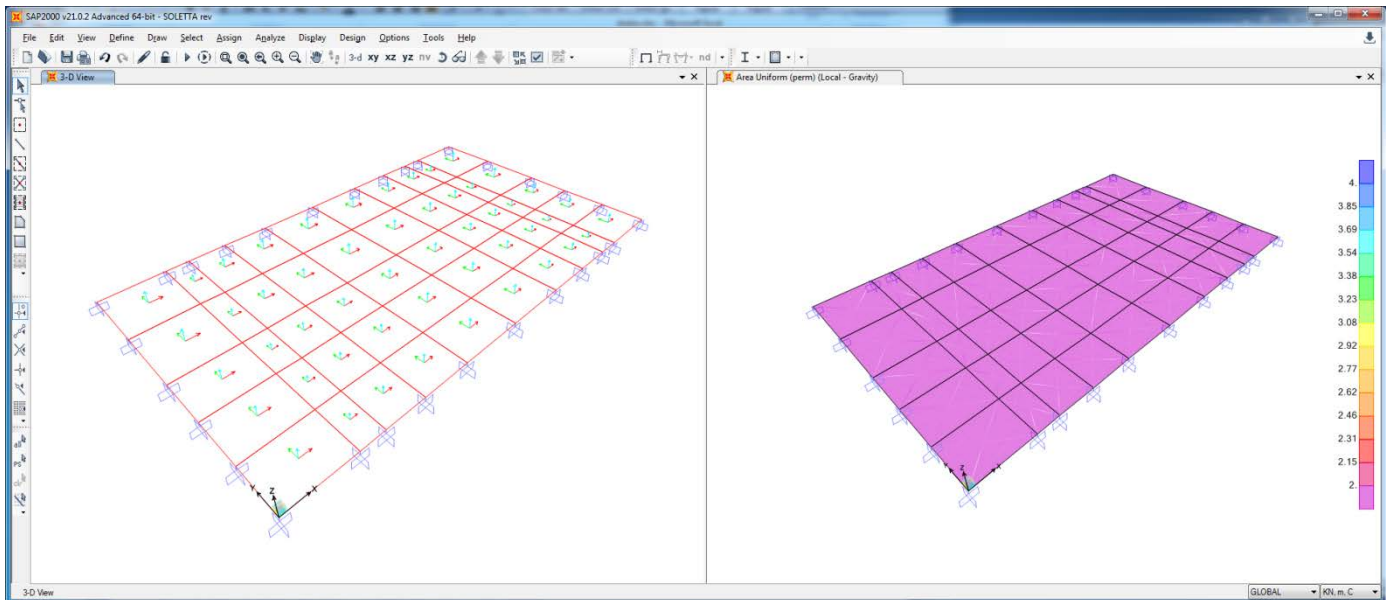 SAP2000 v21.0.2 Advanced 64-bit - SOLETTA rev
File Edit View Define Draw Select Assign Analyze Display Design Options Tools Help
3-d xy xz yz nv
nd
3-D View
Area Uniform (perm) (Local - Gravity)
4.
3.85
3.69
3.54
3.38
3.23
3.08
2.92
2.77
2.62
2.46
2.31
2.15
2.
Y Z X
Z X
3-D View
GLOBAL
KN, m, C